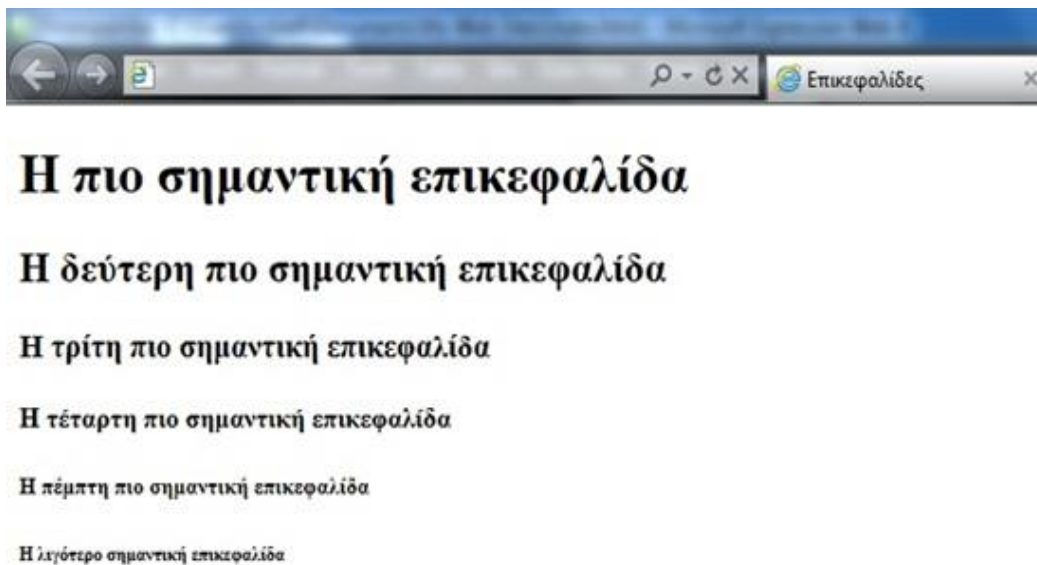 Επικεφαλίδες
Η πιο σημαντική επικεφαλίδα
Η δεύτερη πιο σημαντική επικεφαλίδα
Η τρίτη πιο σημαντική επικεφαλίδα
Η τέταρτη πιο σημαντική επικεφαλίδα
Η πέμπτη πιο σημαντική επικεφαλίδα
Η λιγότερο σημαντική επικεφαλίδα